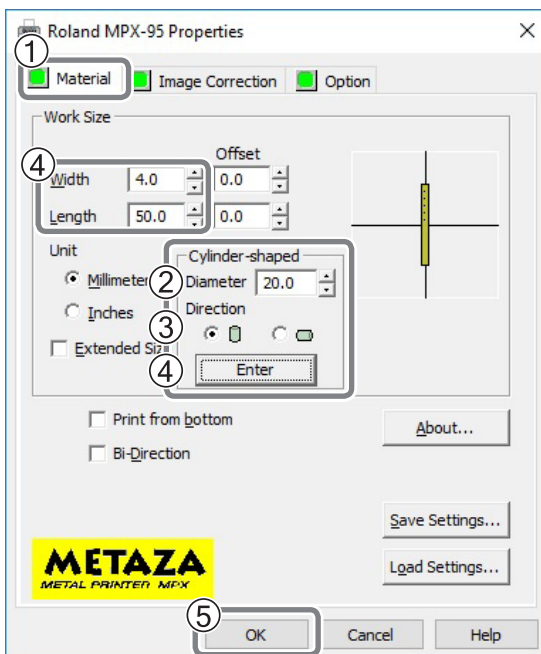 Roland MPX-95 Properties
①
Material Image Correction Option
Work Size
Offset
④
Width 4.0 0.0
Length 50.0 0.0
Unit
Millimeter
Inches
Extended Siz
Cylinder-shaped
② Diameter 20.0
Direction
③
④ Enter
Print from bottom
Bi-Direction
About...
Save Settings...
Load Settings...
METAZA
METAL PRINTER MPX
⑤
OK Cancel Help